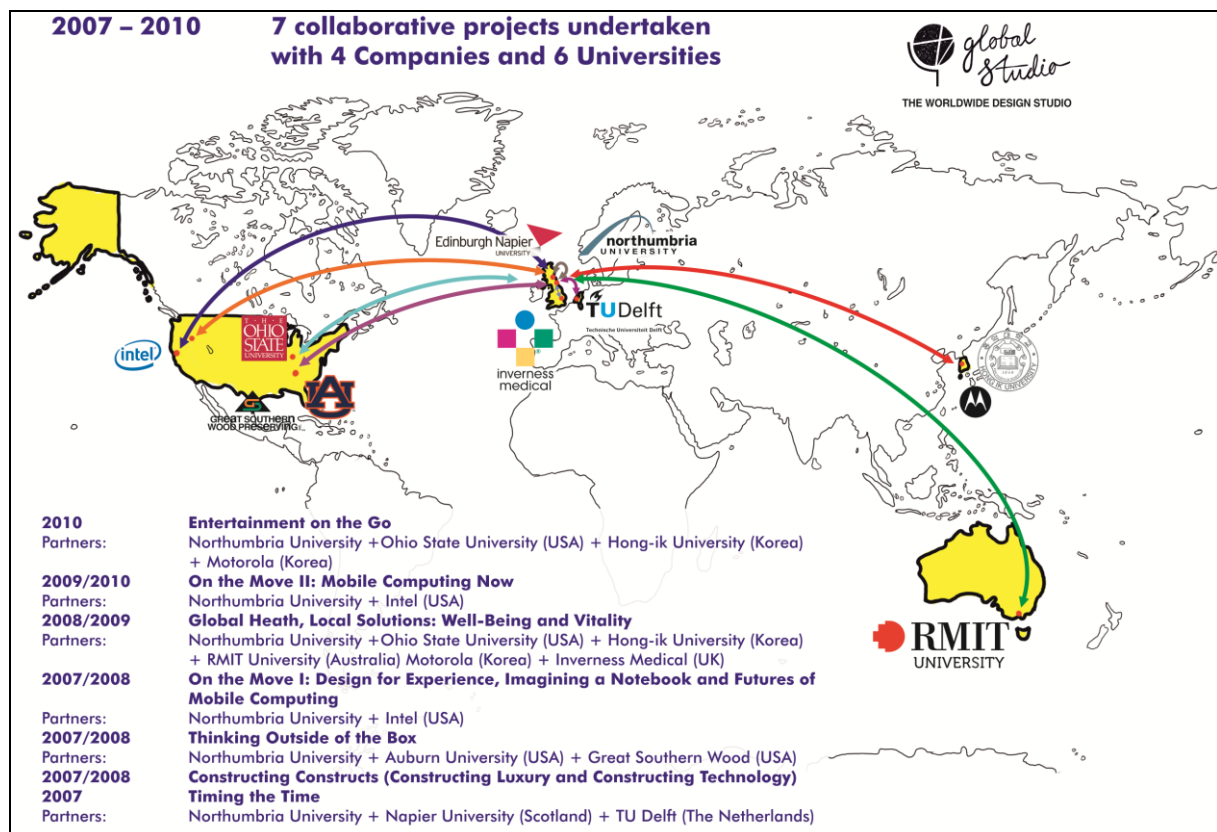 2007 – 2010
7 collaborative projects undertaken
with 4 Companies and 6 Universities
global
studio
THE WORLDWIDE DESIGN STUDIO
Edinburgh Napier
UNIVERSITY
northumbria
UNIVERSITY
TUDelft
Technische Universiteit Delft
intel
T·H·E
OHIO
STATE
UNIVERSITY
inverness
medical
AU
GREAT SOUTHERN
WOOD PRESERVING
HONG IK UNIVERSITY
RMIT
UNIVERSITY
2010 Entertainment on the Go
Partners: Northumbria University +Ohio State University (USA) + Hong-ik University (Korea)
+ Motorola (Korea)
2009/2010 On the Move II: Mobile Computing Now
Partners: Northumbria University + Intel (USA)
2008/2009 Global Heath, Local Solutions: Well-Being and Vitality
Partners: Northumbria University +Ohio State University (USA) + Hong-ik University (Korea)
+ RMIT University (Australia) Motorola (Korea) + Inverness Medical (UK)
2007/2008 On the Move I: Design for Experience, Imagining a Notebook and Futures of
Mobile Computing
Partners: Northumbria University + Intel (USA)
2007/2008 Thinking Outside of the Box
Partners: Northumbria University + Auburn University (USA) + Great Southern Wood (USA)
2007/2008 Constructing Constructs (Constructing Luxury and Constructing Technology)
2007 Timing the Time
Partners: Northumbria University + Napier University (Scotland) + TU Delft (The Netherlands)